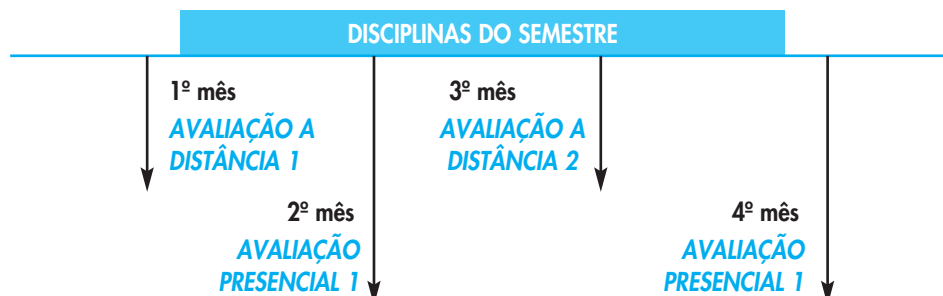 DISCIPLINAS DO SEMESTRE
1º mês
AVALIAÇÃO A
DISTÂNCIA 1
2º mês
AVALIAÇÃO
PRESENCIAL 1
3º mês
AVALIAÇÃO A
DISTÂNCIA 2
4º mês
AVALIAÇÃO
PRESENCIAL 1